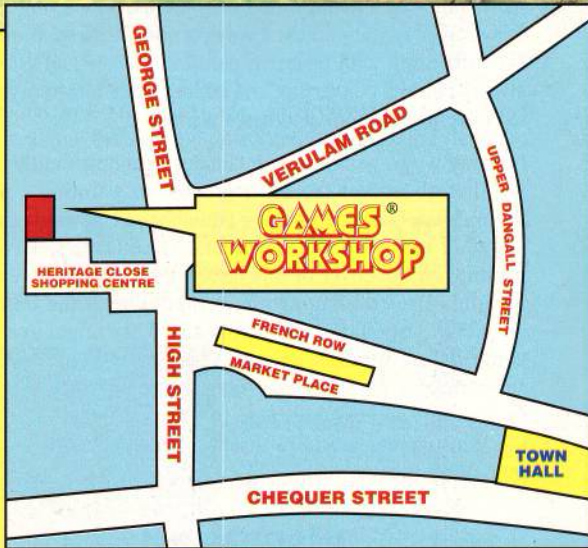 GEORGE STREET
VERULAM ROAD
UPPER DANGALL STREET
GAMES ®
WORKSHOP
HERITAGE CLOSE
SHOPPING CENTRE
HIGH STREET
FRENCH ROW
MARKET PLACE
TOWN
HALL
CHEQUER STREET